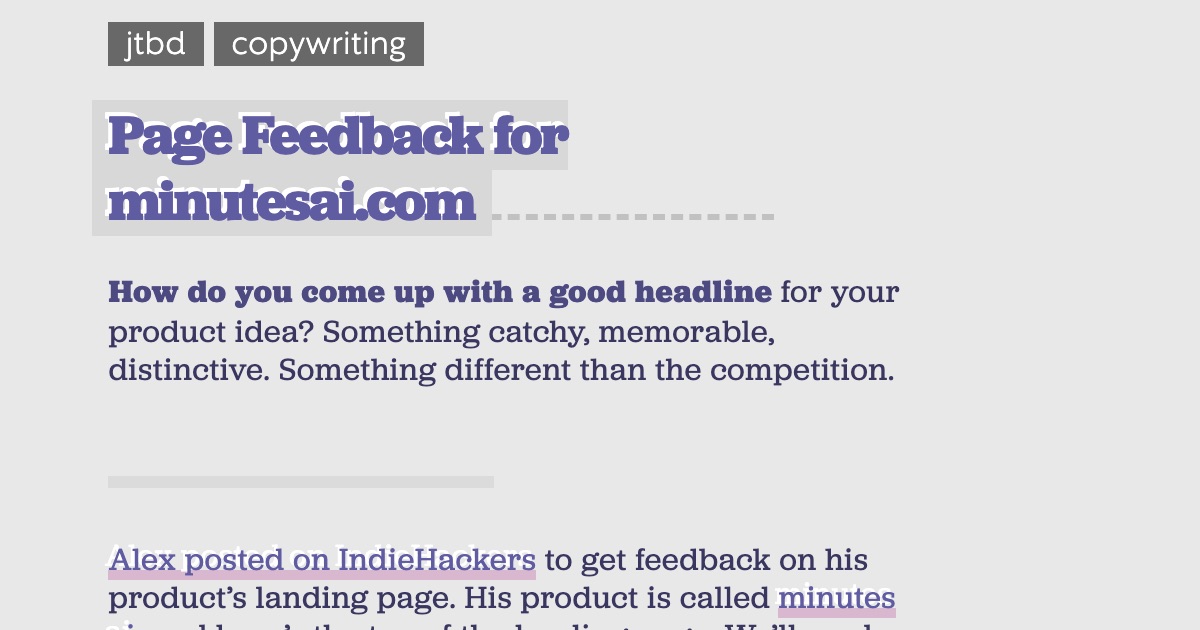 jtbd copywriting
Page Feedback for
minutesai.com
How do you come up with a good headline for your
product idea? Something catchy, memorable,
distinctive. Something different than the competition.
Alex posted on IndieHackers to get feedback on his
product’s landing page. His product is called minutes